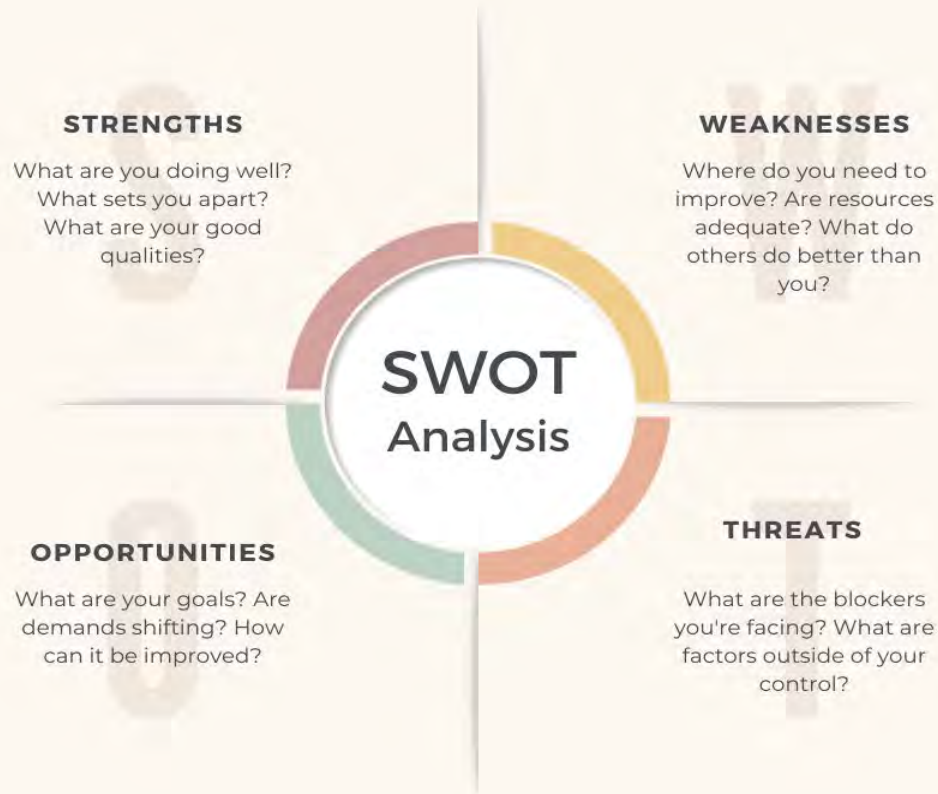 STRENGTHS
What are you doing well?
What sets you apart?
What are your good
qualities?
WEAKNESSES
Where do you need to
improve? Are resources
adequate? What do
others do better than
you?
SWOT
Analysis
OPPORTUNITIES
What are your goals? Are
demands shifting? How
can it be improved?
THREATS
What are the blockers
you're facing? What are
factors outside of your
control?
S
W
O
T